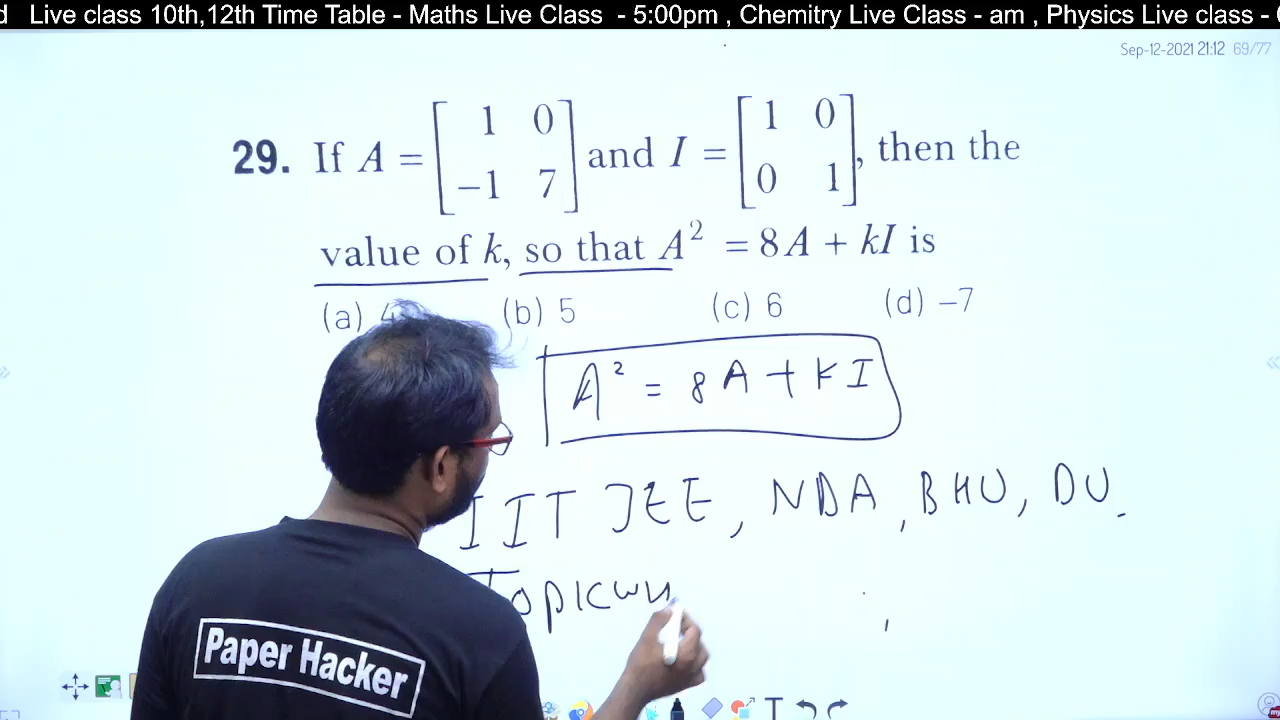 Live class 10th,12th Time Table - Maths Live Class - 5:00pm , Chemitry Live Class - am , Physics Live class -
Sep-12-2021 21:12 69/77
29. If A = [1 0 −1 7] and I = [1 0 0 1], then the
value of k, so that A² = 8A + kI is
(a) 4 (b) 5 (c) 6 (d) −7
A² = 8A + KI
IIT JEE, NDA, BHU, DU
Paper Hacker